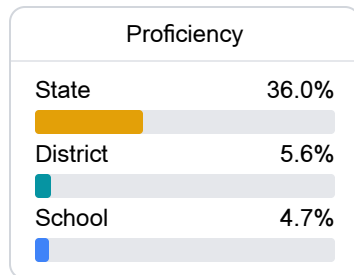 Proficiency
State 36.0%
District 5.6%
School 4.7%